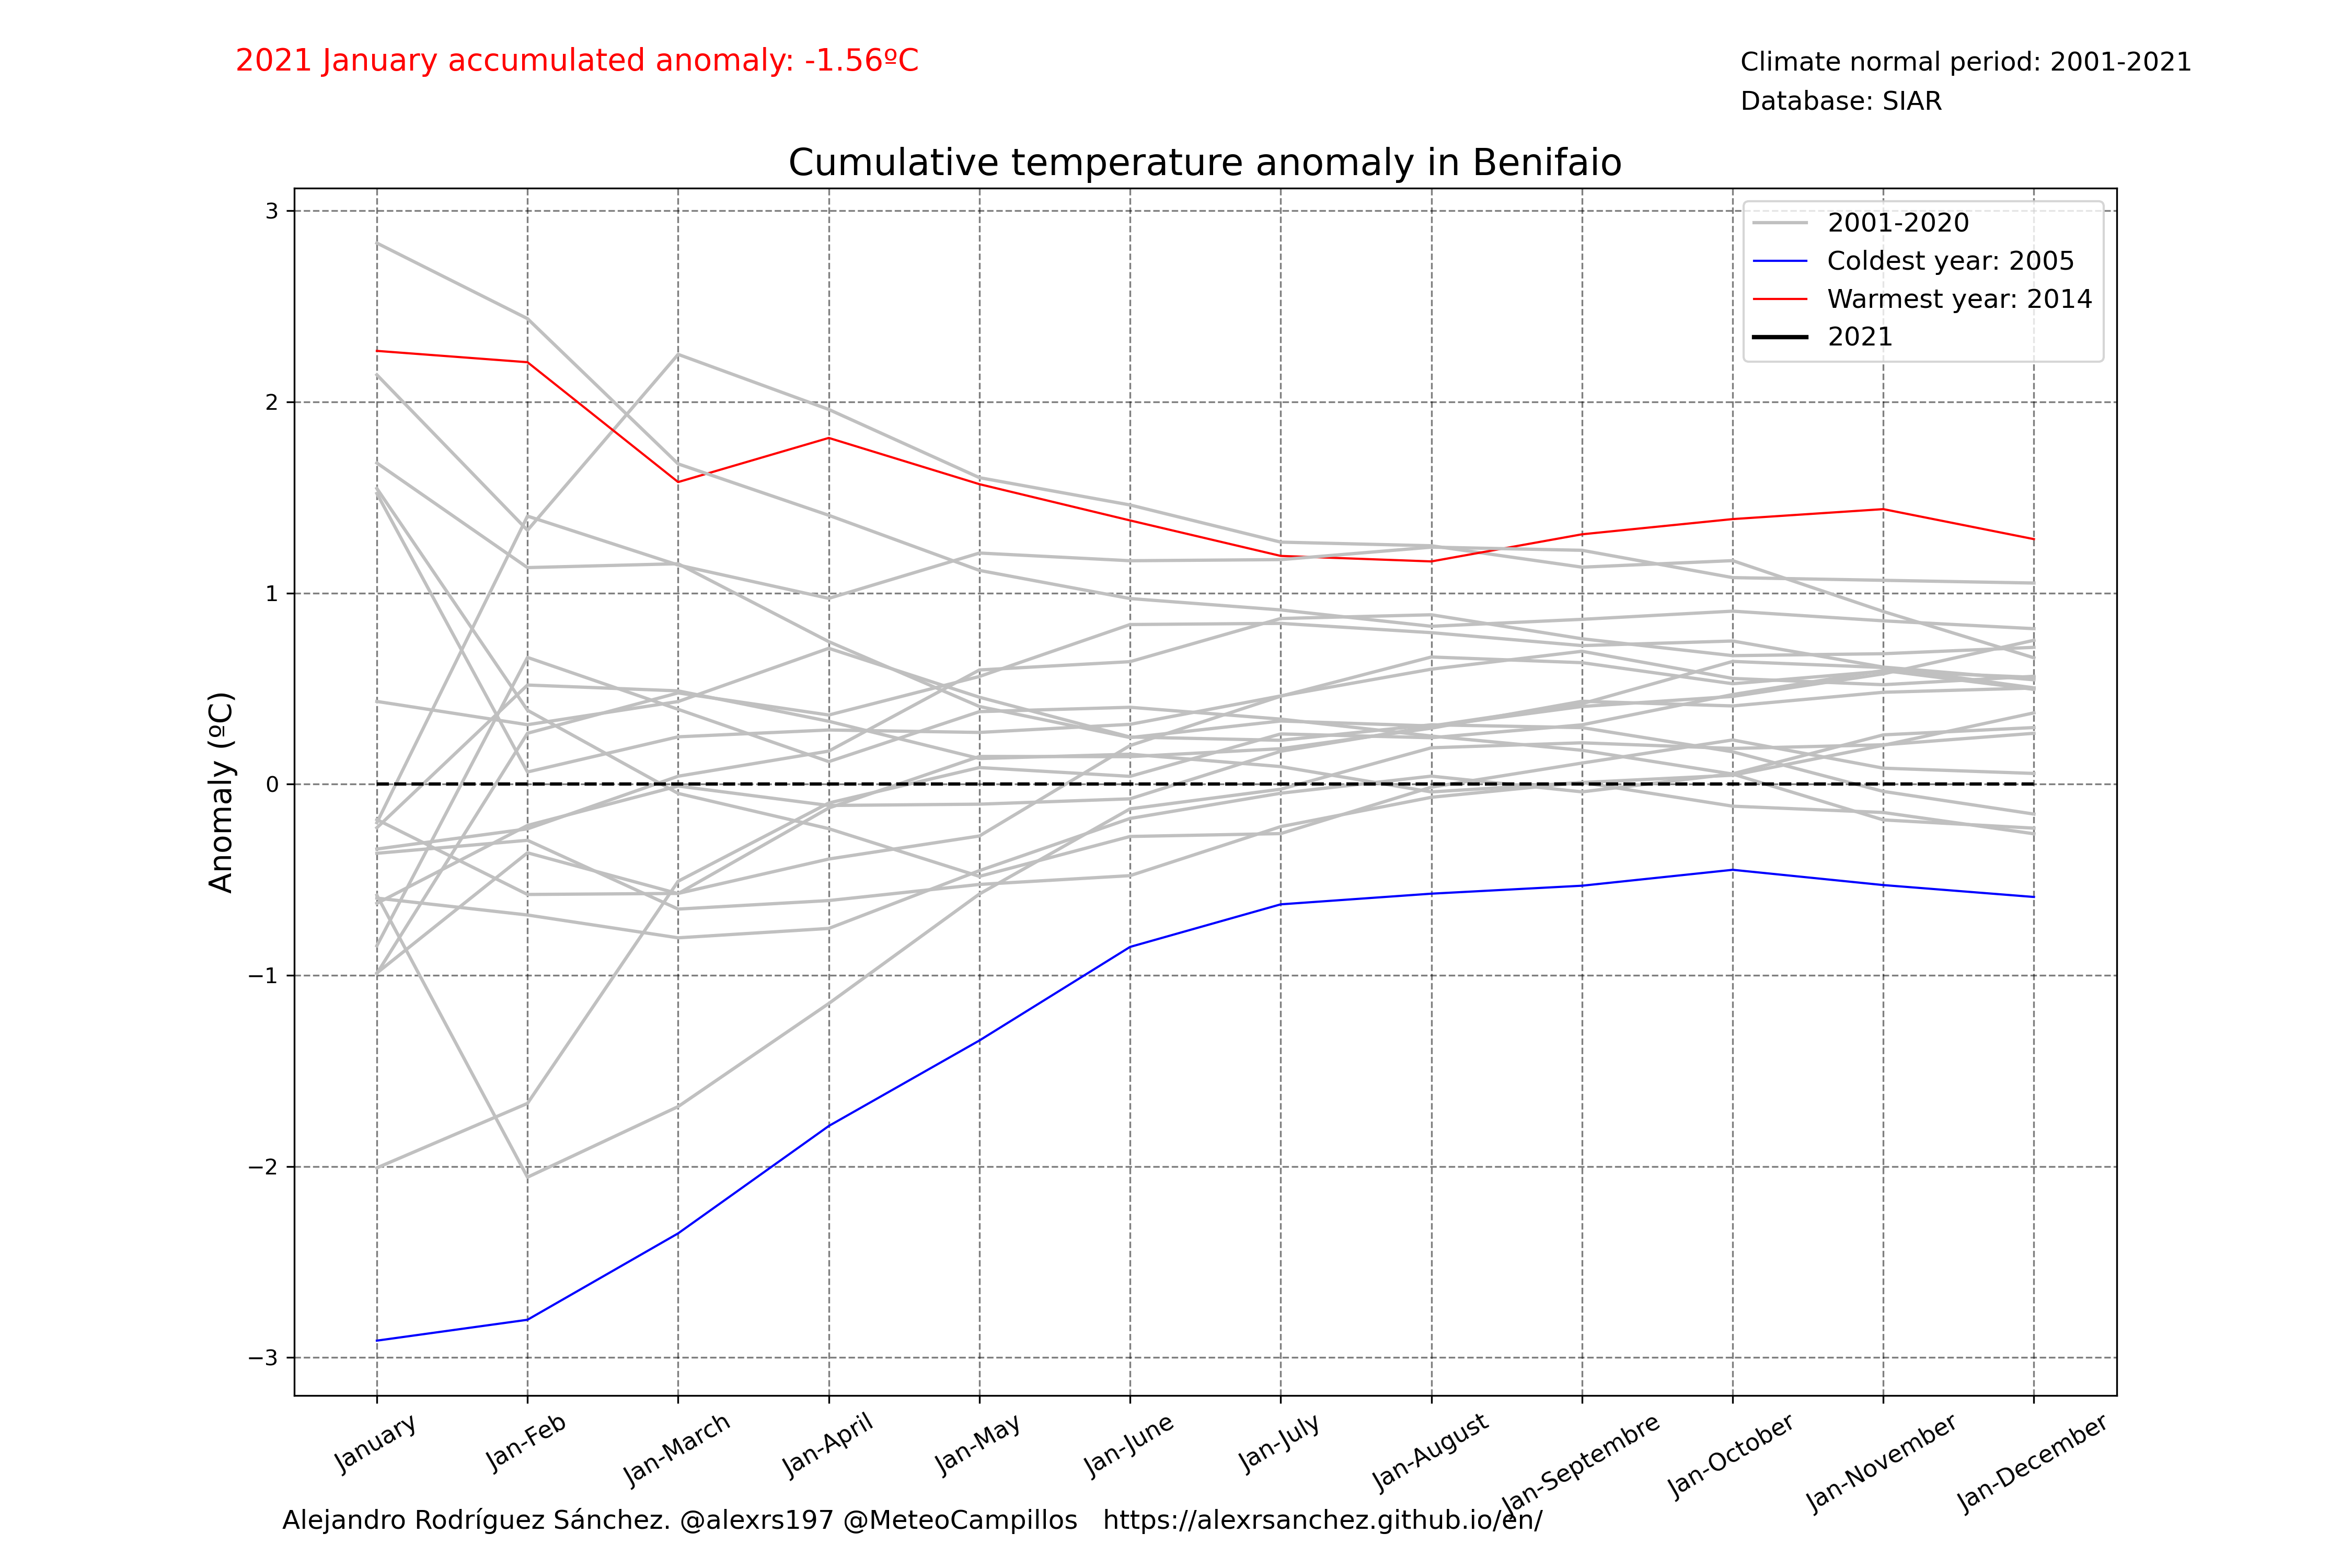 2021 January accumulated anomaly: -1.56ºC
Climate normal period: 2001-2021
Database: SIAR
Cumulative temperature anomaly in Benifaio
3
2
1
0
−1
−2
−3
Anomaly (ºC)
2001-2020
Coldest year: 2005
Warmest year: 2014
2021
January
Jan-Feb
Jan-March
Jan-April
Jan-May
Jan-June
Jan-July
Jan-August
Jan-Septembre
Jan-October
Jan-November
Jan-December
Alejandro Rodríguez Sánchez. @alexrs197 @MeteoCampillos   https://alexrsanchez.github.io/en/